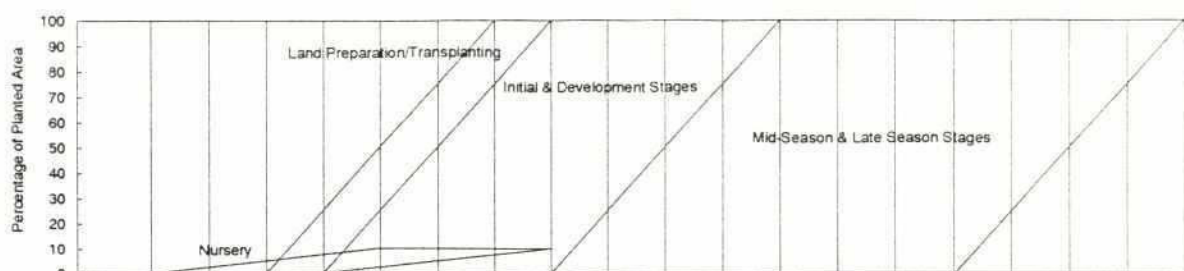 Percentage of Planted Area
100
90
80
70
60
50
40
30
20
10
0
Land Preparation/Transplanting
Initial & Development Stages
Mid-Season & Late Season Stages
Nursery